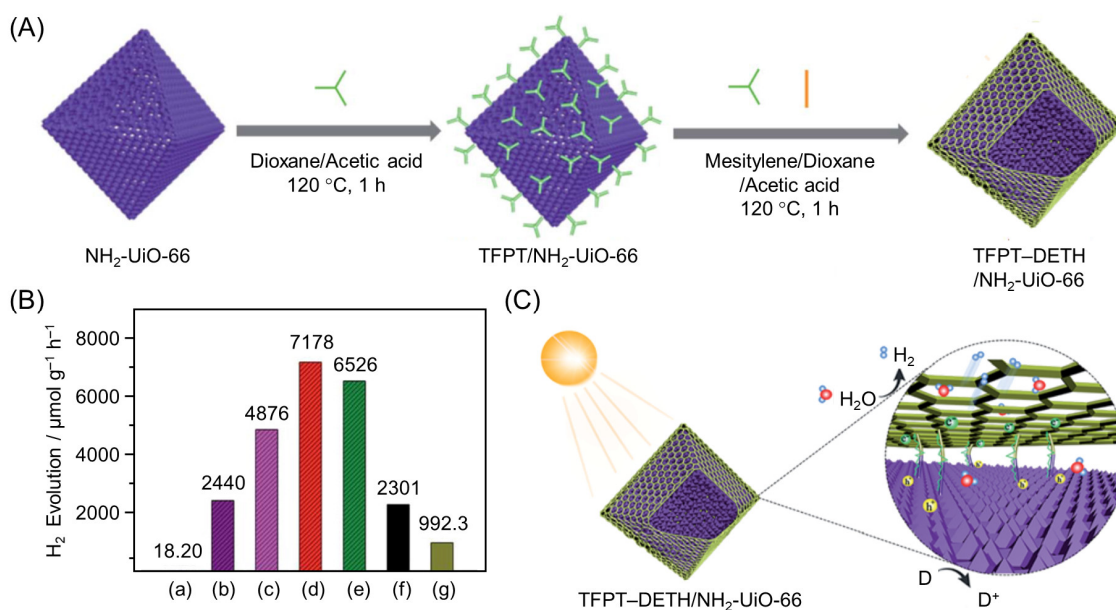 (A)
Dioxane/Acetic acid
120 °C, 1 h
Mesitylene/Dioxane
/Acetic acid
120 °C, 1 h
NH₂-UiO-66
TFPT/NH₂-UiO-66
TFPT–DETH
/NH₂-UiO-66
(B)
H₂ Evolution / μmol g⁻¹ h⁻¹
8000
6000
4000
2000
18.20
2440
4876
7178
6526
2301
992.3
(a) (b) (c) (d) (e) (f) (g)
(C)
H₂
H₂O
h⁺
D
D⁺
TFPT–DETH/NH₂-UiO-66